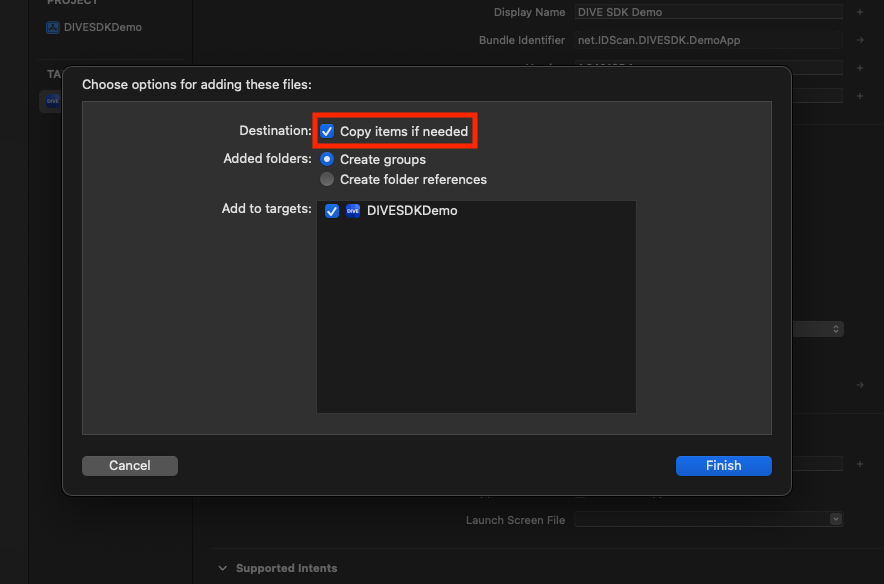 PROJECT
DIVESDKDemo
TA
DIVE
Display Name DIVE SDK Demo
Bundle Identifier net.IDScan.DIVESDK.DemoApp
Choose options for adding these files:
Destination: Copy items if needed
Added folders: Create groups
Create folder references
Add to targets: DIVE DIVESDKDemo
Cancel
Finish
Launch Screen File
Supported Intents